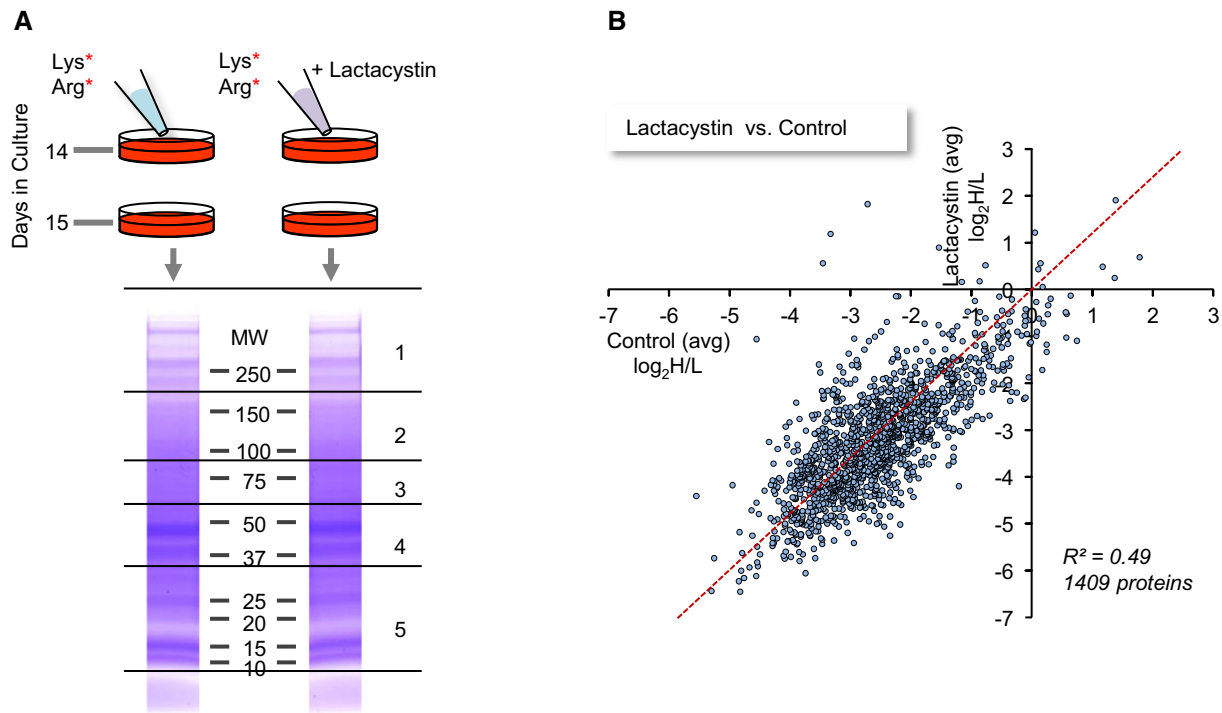 A
Lys*
Arg*
Lys*
Arg*
+ Lactacystin
Days in Culture
14
15
MW
250
150
100
75
50
37
25
20
15
10
1
2
3
4
5
B
Lactacystin vs. Control
Lactacystin (avg)
log₂H/L
3
2
1
0
-1
-2
-3
-4
-5
-6
-7
-7 -6 -5 -4 -3 -2 -1 0 1 2 3
Control (avg)
log₂H/L
R² = 0.49
1409 proteins